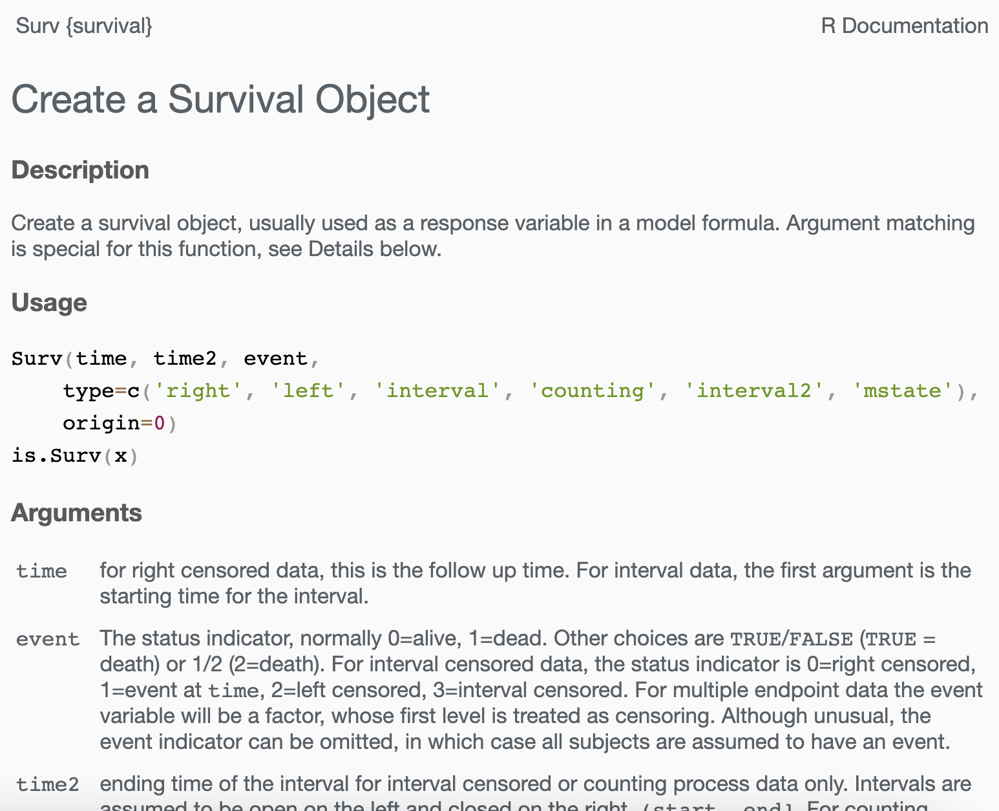 Surv {survival} R Documentation
Create a Survival Object
Description
Create a survival object, usually used as a response variable in a model formula. Argument matching
is special for this function, see Details below.
Usage
Surv(time, time2, event,
    type=c('right', 'left', 'interval', 'counting', 'interval2', 'mstate'),
    origin=0)
is.Surv(x)
Arguments
time for right censored data, this is the follow up time. For interval data, the first argument is the
starting time for the interval.
event The status indicator, normally 0=alive, 1=dead. Other choices are TRUE/FALSE (TRUE =
death) or 1/2 (2=death). For interval censored data, the status indicator is 0=right censored,
1=event at time, 2=left censored, 3=interval censored. For multiple endpoint data the event
variable will be a factor, whose first level is treated as censoring. Although unusual, the
event indicator can be omitted, in which case all subjects are assumed to have an event.
time2 ending time of the interval for interval censored or counting process data only. Intervals are
assumed to be open on the left and closed on the right, (start, end]. For counting